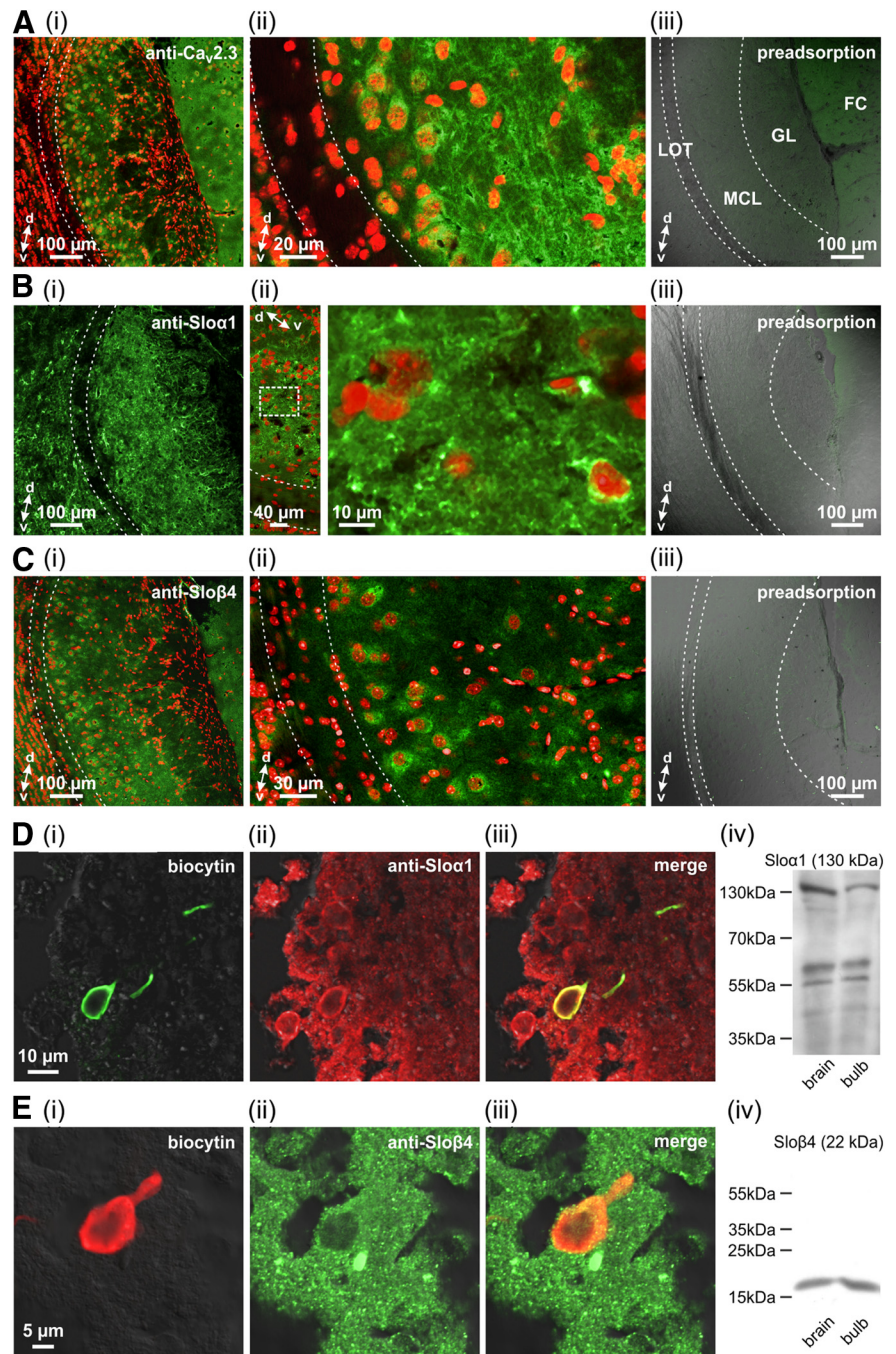 A (i) (ii) (iii)
anti-Cav2.3
d
v
100 µm
20 µm
preadsorption
FC
GL
LOT
MCL
d
v
100 µm
B (i) (ii) (iii)
anti-Sloα1
d
v
100 µm
d
v
40 µm
10 µm
preadsorption
d
v
100 µm
C (i) (ii) (iii)
anti-Sloβ4
d
v
100 µm
d
v
30 µm
preadsorption
d
v
100 µm
D (i) (ii) (iii) (iv)
biocytin
10 µm
anti-Sloα1
merge
Sloα1 (130 kDa)
130kDa
70kDa
55kDa
35kDa
brain
bulb
E (i) (ii) (iii) (iv)
biocytin
5 µm
anti-Sloβ4
merge
Sloβ4 (22 kDa)
55kDa
35kDa
25kDa
15kDa
brain
bulb